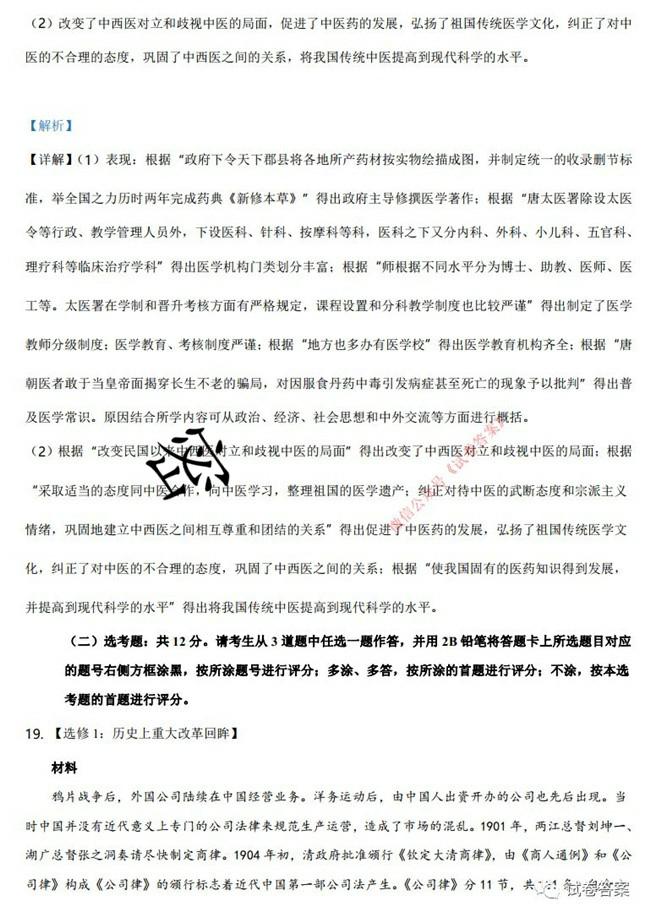 （2）改变了中西医对立和歧视中医的局面，促进了中医药的发展，弘扬了祖国传统医学文化，纠正了对中
医的不合理的态度，巩固了中西医之间的关系，将我国传统中医提高到现代科学的水平。
【解析】
【详解】（1）表现：根据“政府下令天下郡县将各地所产药材按实物绘描成图，并制定统一的收录删节标
准，举全国之力历时两年完成药典《新修本草》”得出政府主导修撰医学著作；根据“唐太医署除设太医
令等行政、教学管理人员外，下设医科、针科、按摩科等科，医科之下又分内科、外科、小儿科、五官科、
理疗科等临床治疗学科”得出医学机构门类划分丰富；根据“师根据不同水平分为博士、助教、医师、医
工等。太医署在学制和晋升考核方面有严格规定，课程设置和分科教学制度也比较严谨”得出制定了医学
教师分级制度；医学教育、考核制度严谨；根据“地方也多办有医学校”得出医学教育机构齐全；根据“唐
朝医者敢于当皇帝面揭穿长生不老的骗局，对因服食丹药中毒引发病症甚至死亡的现象予以批判”得出普
及医学常识。原因结合所学内容可从政治、经济、社会思想和中外交流等方面进行概括。
（2）根据“改变民国以来中西医对立和歧视中医的局面”得出改变了中西医对立和歧视中医的局面；根据
“采取适当的态度同中医合作，向中医学习，整理祖国的医学遗产；纠正对待中医的武断态度和宗派主义
情绪，巩固地建立中西医之间相互尊重和团结的关系”得出促进了中医药的发展，弘扬了祖国传统医学文
化，纠正了对中医的不合理的态度，巩固了中西医之间的关系；根据“使我国固有的医药知识得到发展，
并提高到现代科学的水平”得出将我国传统中医提高到现代科学的水平。
微信公众号《试卷答案》
（二）选考题：共 12 分。请考生从 3 道题中任选一题作答，并用 2B 铅笔将答题卡上所选题目对应
的题号右侧方框涂黑，按所涂题号进行评分；多涂、多答，按所涂的首题进行评分；不涂，按本选
考题的首题进行评分。
19. 【选修 1：历史上重大改革回眸】
材料
鸦片战争后，外国公司陆续在中国经营业务。洋务运动后，由中国人出资开办的公司也先后出现。当
时中国并没有近代意义上专门的公司法律来规范生产运营，造成了市场的混乱。1901 年，两江总督刘坤一、
湖广总督张之洞奏请尽快制定商律。1904 年初，清政府批准颁行《钦定大清商律》，由《商人通例》和《公
司律》构成《公司律》的颁行标志着近代中国第一部公司法产生。《公司律》分 11 节，共
试卷答案